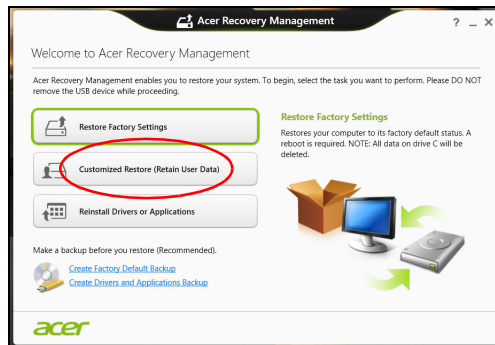 Acer Recovery Management
? _ X
Welcome to Acer Recovery Management
Acer Recovery Management enables you to restore your system. To begin, select the task you want to perform. Please DO NOT
remove the USB device while proceeding.
Restore Factory Settings
Customized Restore (Retain User Data)
Reinstall Drivers or Applications
Make a backup before you restore (Recommended).
Create Factory Default Backup
Create Drivers and Applications Backup
Restore Factory Settings
Restores your computer to its factory default status. A
reboot is required. NOTE: All data on drive C will be
deleted.
acer